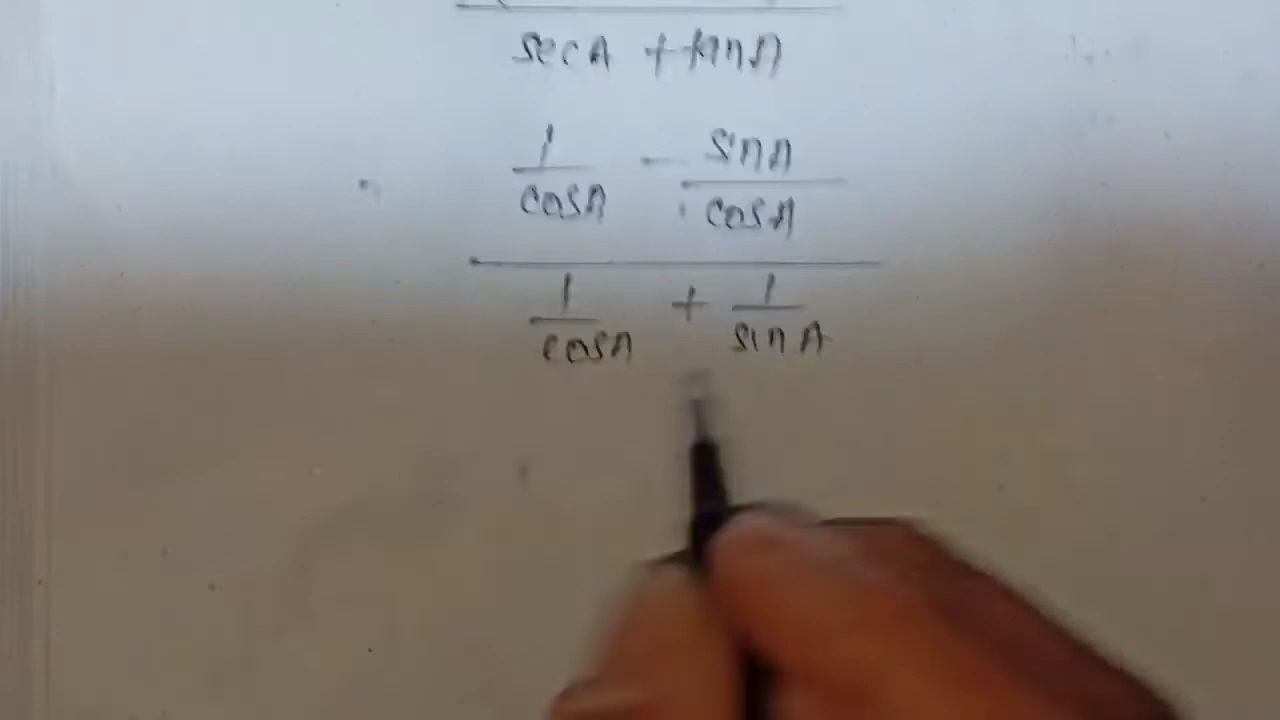 secA + tanA
1 - sinA
cosA cosA
1 + 1
cosA sinA